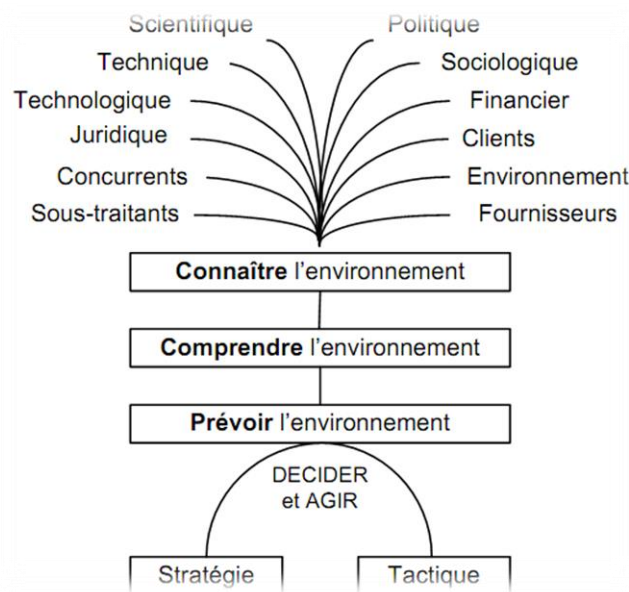 Scientifique
Politique
Technique
Sociologique
Technologique
Financier
Juridique
Clients
Concurrents
Environnement
Sous-traitants
Fournisseurs
Connaître l'environnement
Comprendre l'environnement
Prévoir l'environnement
DECIDER
et AGIR
Stratégie
Tactique